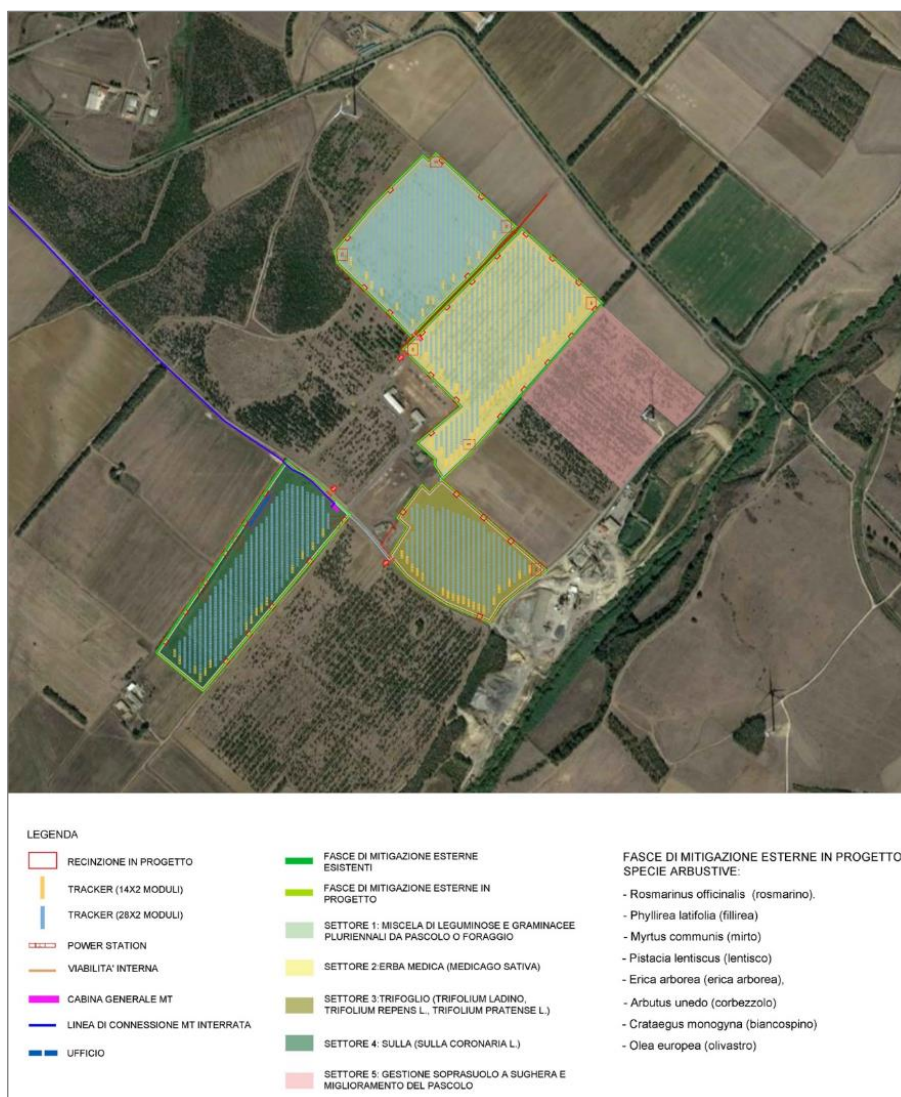 LEGENDA
RECINZIONE IN PROGETTO
TRACKER (14X2 MODULI)
TRACKER (28X2 MODULI)
POWER STATION
VIABILITA' INTERNA
CABINA GENERALE MT
LINEA DI CONNESSIONE MT INTERRATA
UFFICIO
FASCE DI MITIGAZIONE ESTERNE
ESISTENTI
FASCE DI MITIGAZIONE ESTERNE IN
PROGETTO
SETTORE 1: MISCELA DI LEGUMINOSE E GRAMINACEE
PLURIENNALI DA PASCOLO O FORAGGIO
SETTORE 2:ERBA MEDICA (MEDICAGO SATIVA)
SETTORE 3:TRIFOGLIO (TRIFOLIUM LADINO,
TRIFOLIUM REPENS L., TRIFOLIUM PRATENSE L.)
SETTORE 4: SULLA (SULLA CORONARIA L.)
SETTORE 5: GESTIONE SOPRASUOLO A SUGHERA E
MIGLIORAMENTO DEL PASCOLO
FASCE DI MITIGAZIONE ESTERNE IN PROGETTO
SPECIE ARBUSTIVE:
- Rosmarinus officinalis (rosmarino).
- Phyllirea latifolia (fillirea)
- Myrtus communis (mirto)
- Pistacia lentiscus (lentisco)
- Erica arborea (erica arborea),
- Arbutus unedo (corbezzolo)
- Crataegus monogyna (biancospino)
- Olea europea (olivastro)